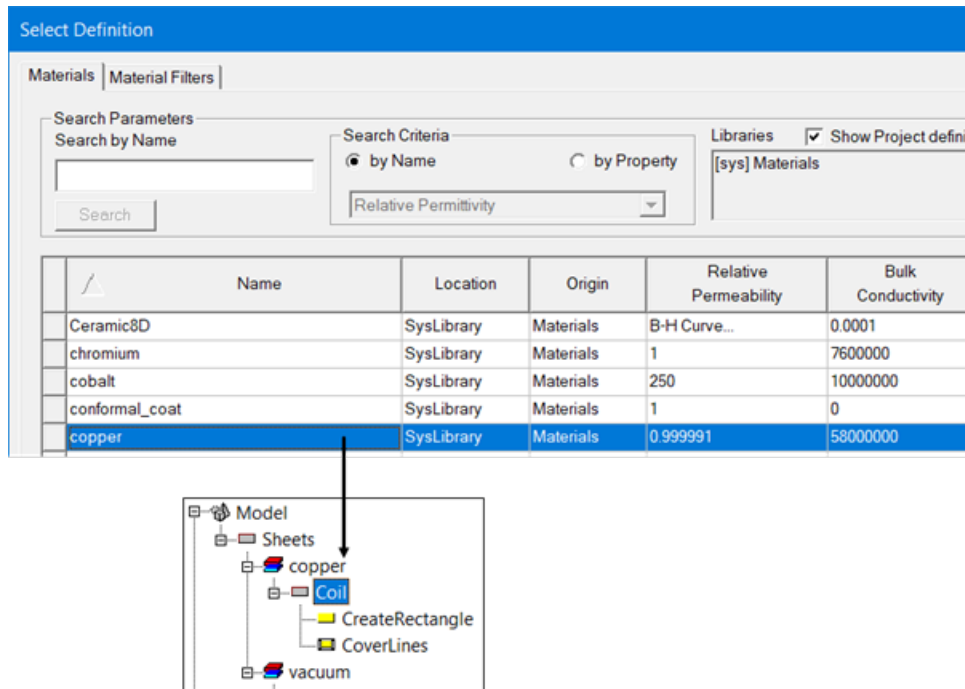 Select Definition
Materials Material Filters
Search Parameters
Search by Name
Search
Search Criteria
by Name by Property
Relative Permittivity
Libraries Show Project defini
[sys] Materials
Name Location Origin Relative Permeability Bulk Conductivity
Ceramic8D SysLibrary Materials B-H Curve... 0.0001
chromium SysLibrary Materials 1 7600000
cobalt SysLibrary Materials 250 10000000
conformal_coat SysLibrary Materials 1 0
copper SysLibrary Materials 0.999991 58000000
Model
Sheets
copper
Coil
CreateRectangle
CoverLines
vacuum